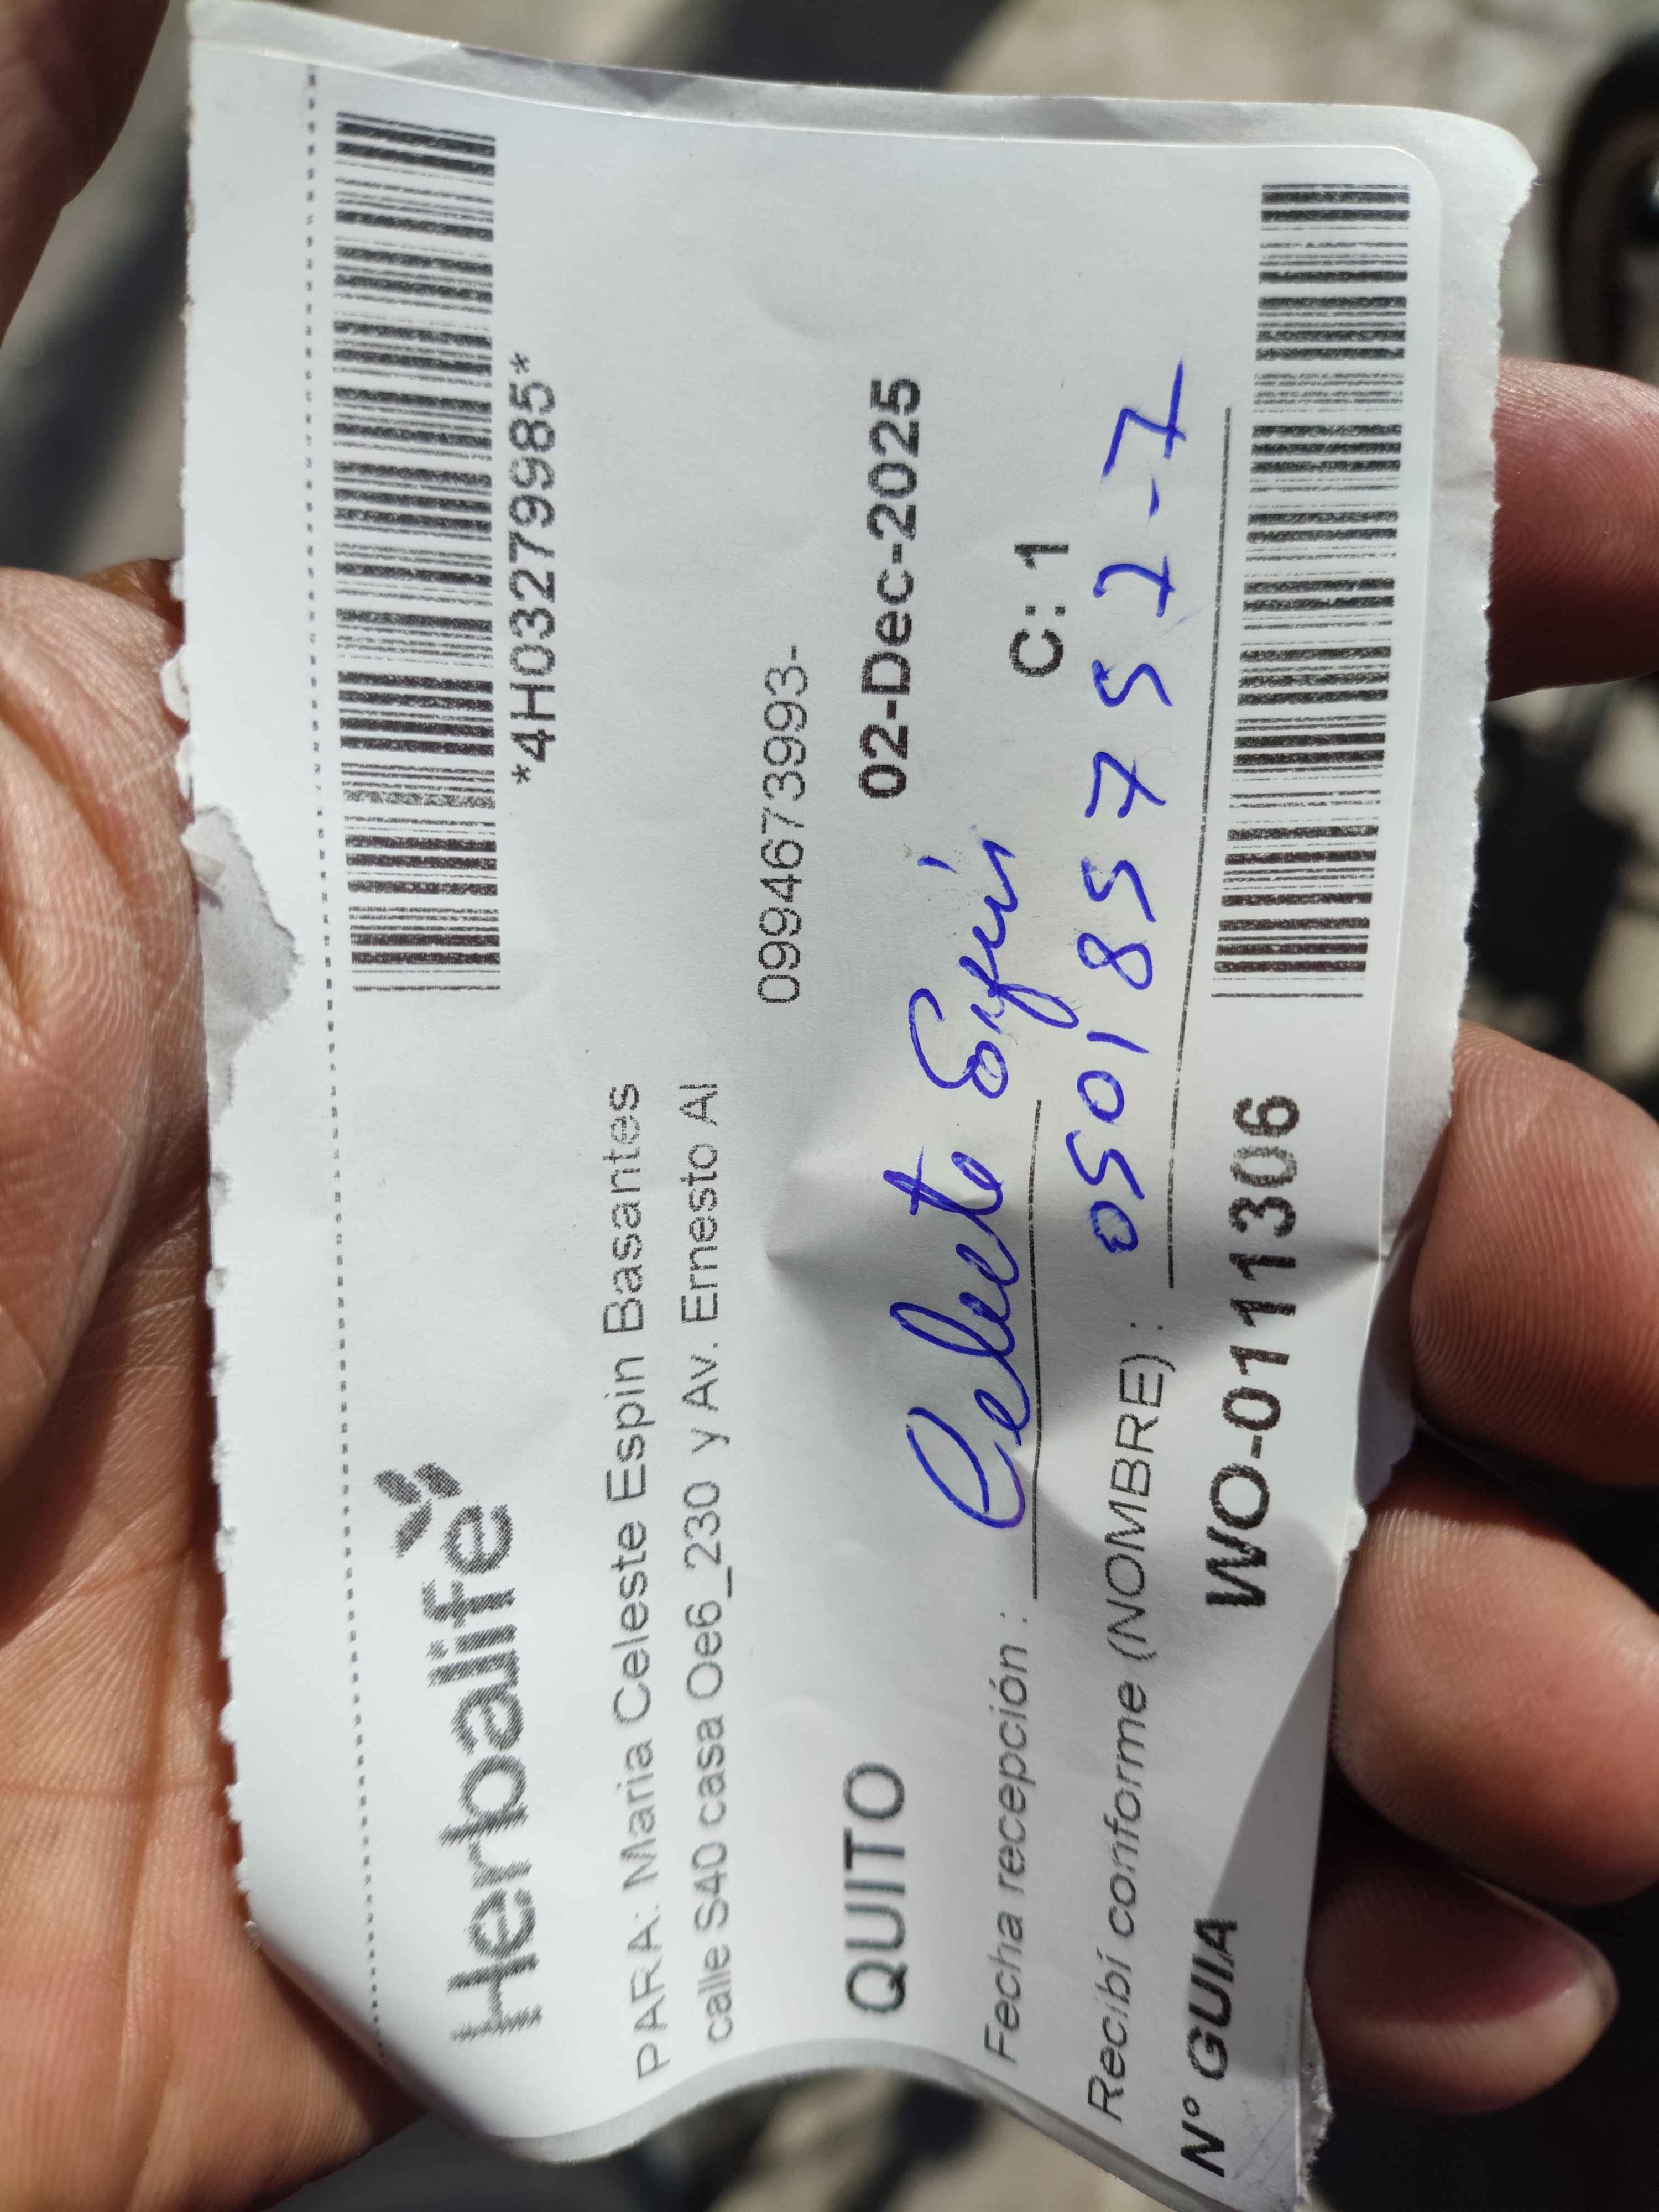 Herbalife
*4H03279985*
PARA: Maria Celeste Espin Basantes
calle S40 casa Oe6_230 y Av. Ernesto Al
0994673993-
QUITO 02-Dec-2025
Celeste Espín
Fecha recepción : C: 1
050185751-7
Recibí conforme (NOMBRE) :
N° GUIA WO-0111306